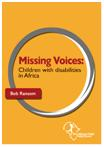 Missing Voices:
Children with disabilities
in Africa
Bob Ransom